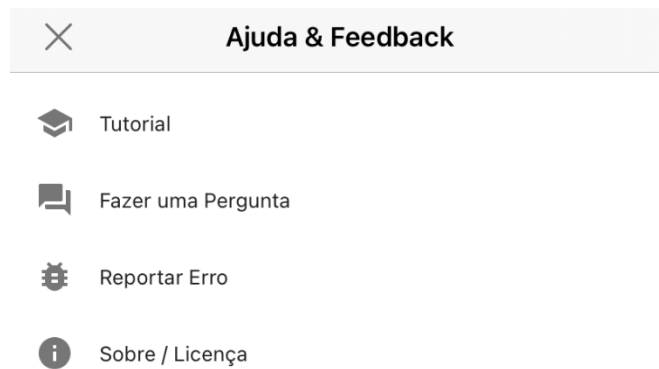 Ajuda & Feedback
Tutorial
Fazer uma Pergunta
Reportar Erro
Sobre / Licença